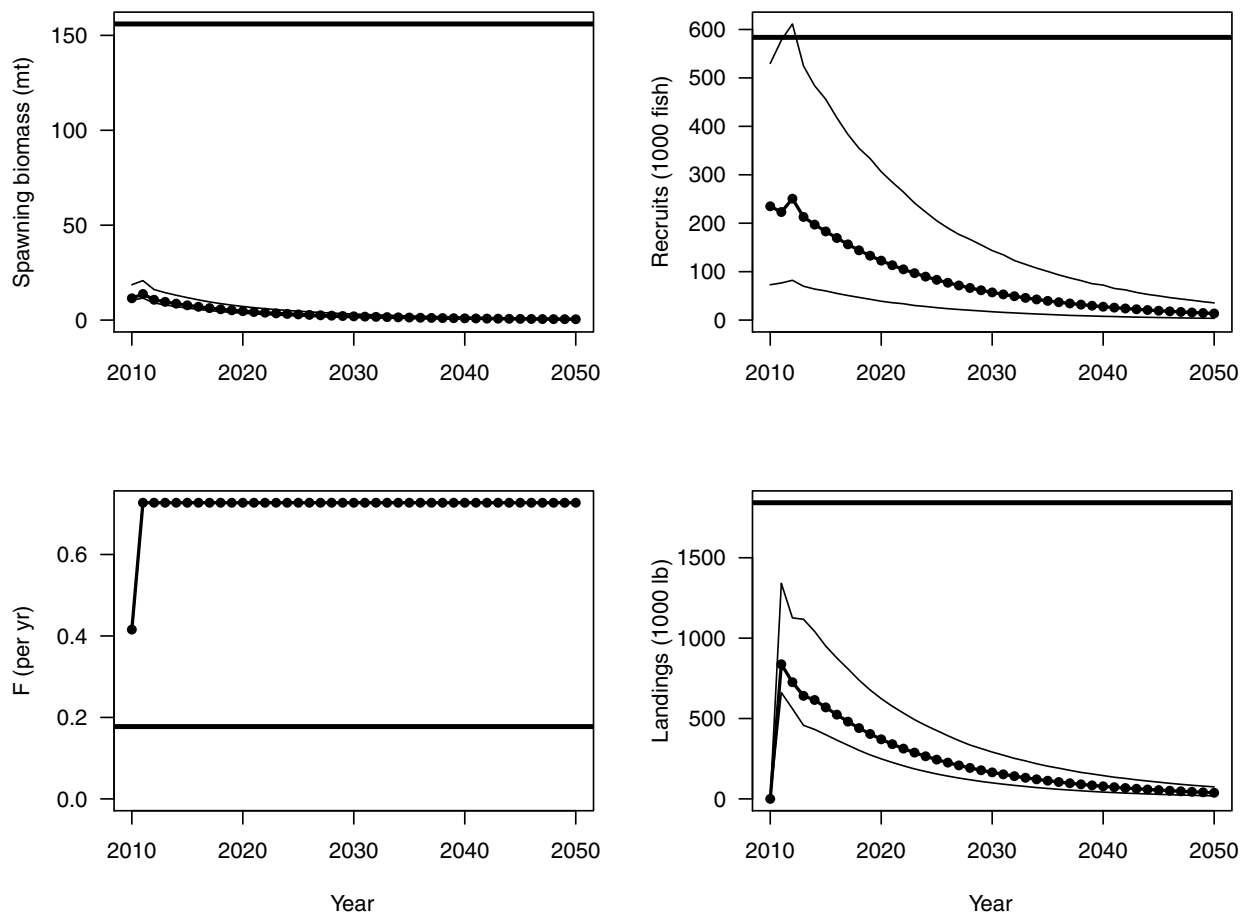 Spawning biomass (mt)
150
100
50
0
2010 2020 2030 2040 2050
Recruits (1000 fish)
600
500
400
300
200
100
0
2010 2020 2030 2040 2050
F (per yr)
0.6
0.4
0.2
0.0
2010 2020 2030 2040 2050
Year
Landings (1000 lb)
1500
1000
500
0
2010 2020 2030 2040 2050
Year